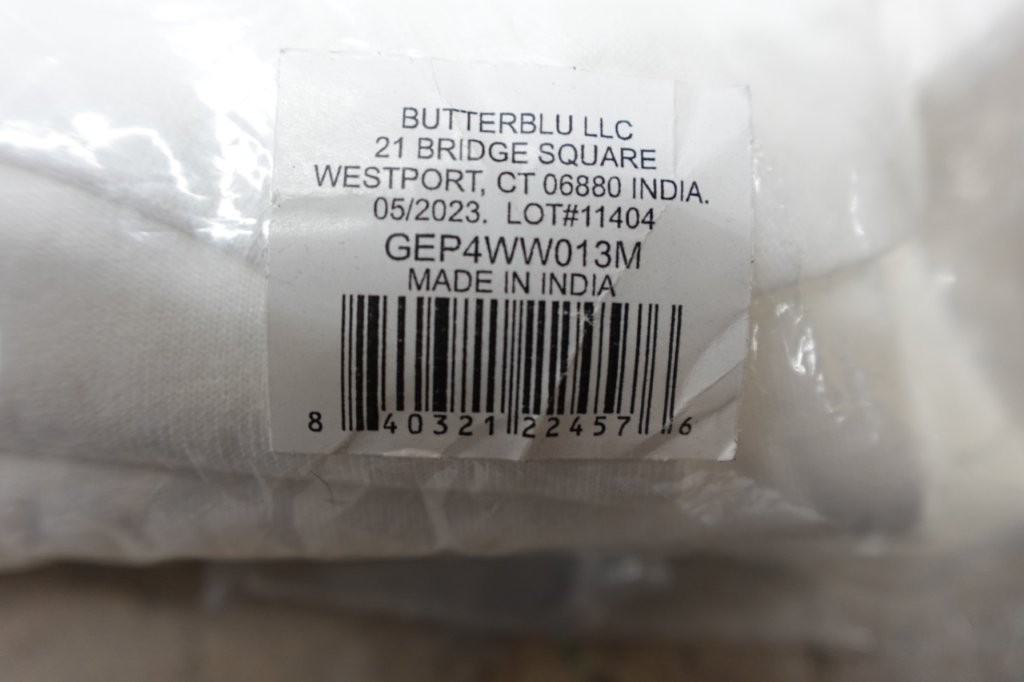 BUTTERBLU LLC
21 BRIDGE SQUARE
WESTPORT, CT 06880 INDIA.
05/2023. LOT#11404
GEP4WW013M
MADE IN INDIA
8 40321 22457 6